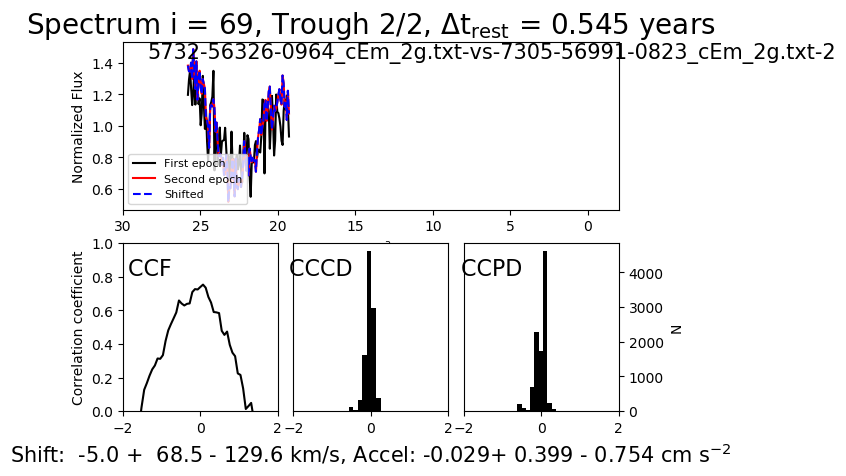 Spectrum i = 69, Trough 2/2, Δt_rest = 0.545 years
5732-56326-0964_cEm_2g.txt-vs-7305-56991-0823_cEm_2g.txt-2
Normalized Flux
1.4
1.2
1.0
0.8
0.6
First epoch
Second epoch
Shifted
30 25 20 15 10 5 0
Correlation coefficient
1.0
0.8
0.6
0.4
0.2
0.0
CCF
CCCD
CCPD
4000
3000
2000
1000
0
N
−2 0 2
−2 0 2
−2 0 2
Shift: -5.0 + 68.5 - 129.6 km/s, Accel: -0.029+ 0.399 - 0.754 cm s⁻²